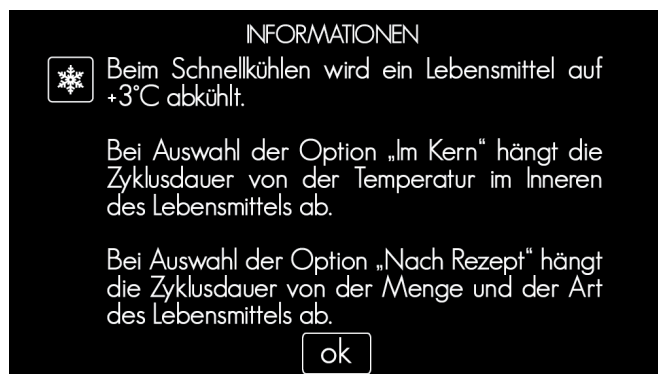 INFORMATIONEN
Beim Schnellkühlen wird ein Lebensmittel auf
+3°C abkühlt.
Bei Auswahl der Option „Im Kern“ hängt die
Zyklusdauer von der Temperatur im Inneren
des Lebensmittels ab.
Bei Auswahl der Option „Nach Rezept“ hängt
die Zyklusdauer von der Menge und der Art
des Lebensmittels ab.
ok